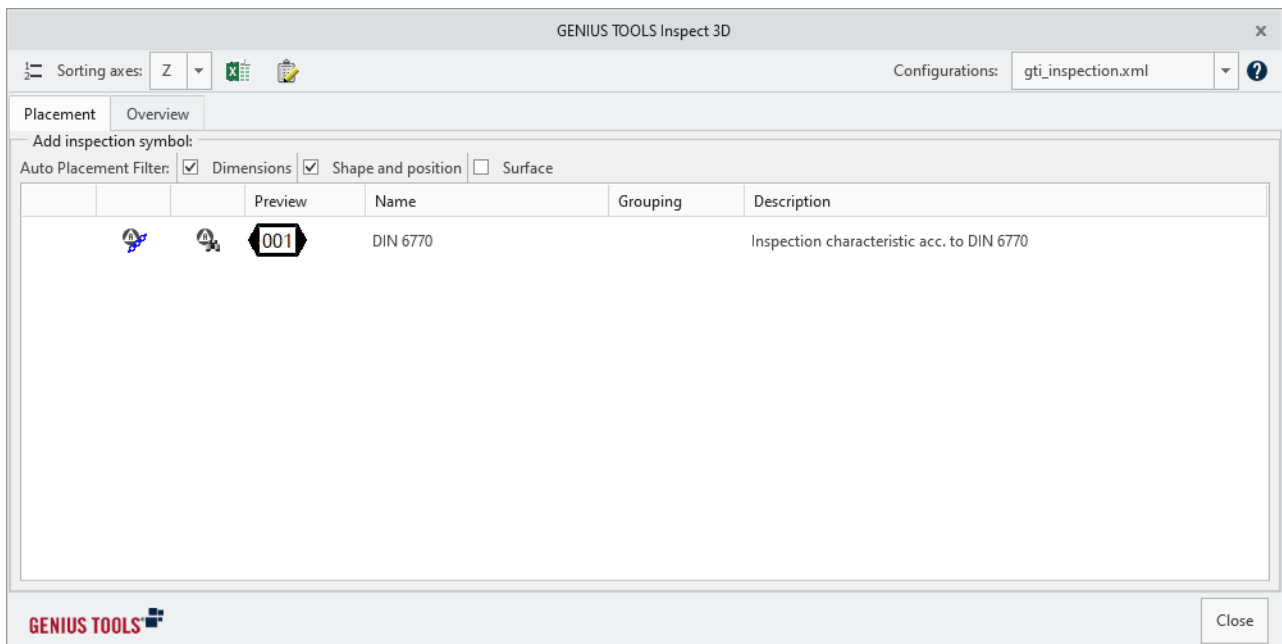 GENIUS TOOLS Inspect 3D x
Sorting axes: Z Configurations: gti_inspection.xml ?
Placement Overview
Add inspection symbol:
Auto Placement Filter: Dimensions Shape and position Surface
Preview Name Grouping Description
001 DIN 6770 Inspection characteristic acc. to DIN 6770
GENIUS TOOLS Close